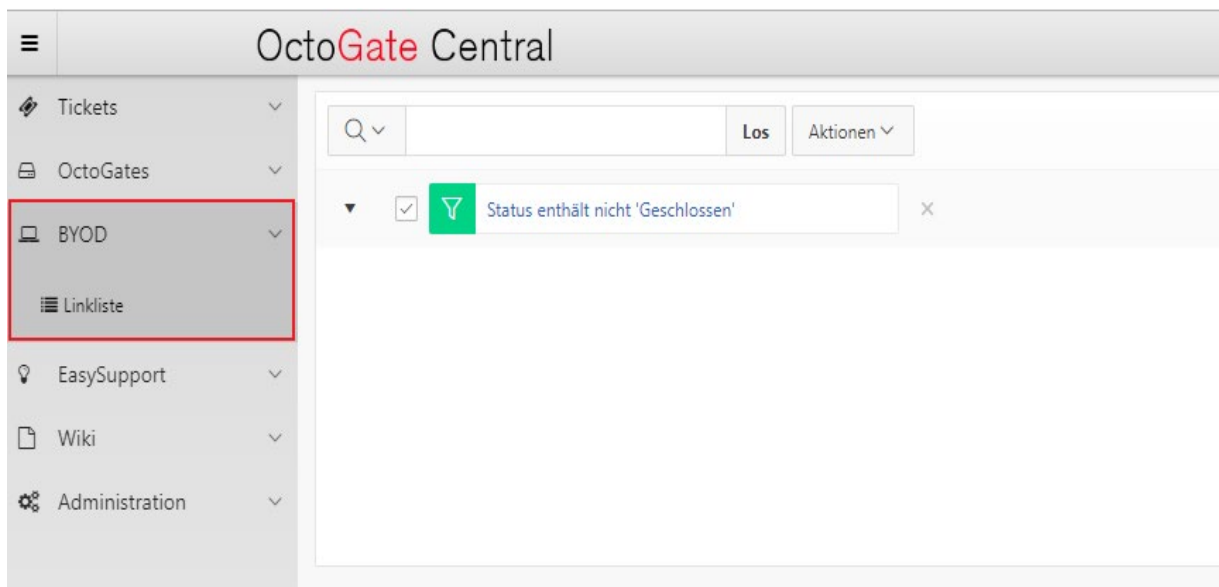 OctoGate Central
Tickets
OctoGates
BYOD
Linkliste
EasySupport
Wiki
Administration
Los
Aktionen
Status enthält nicht 'Geschlossen'